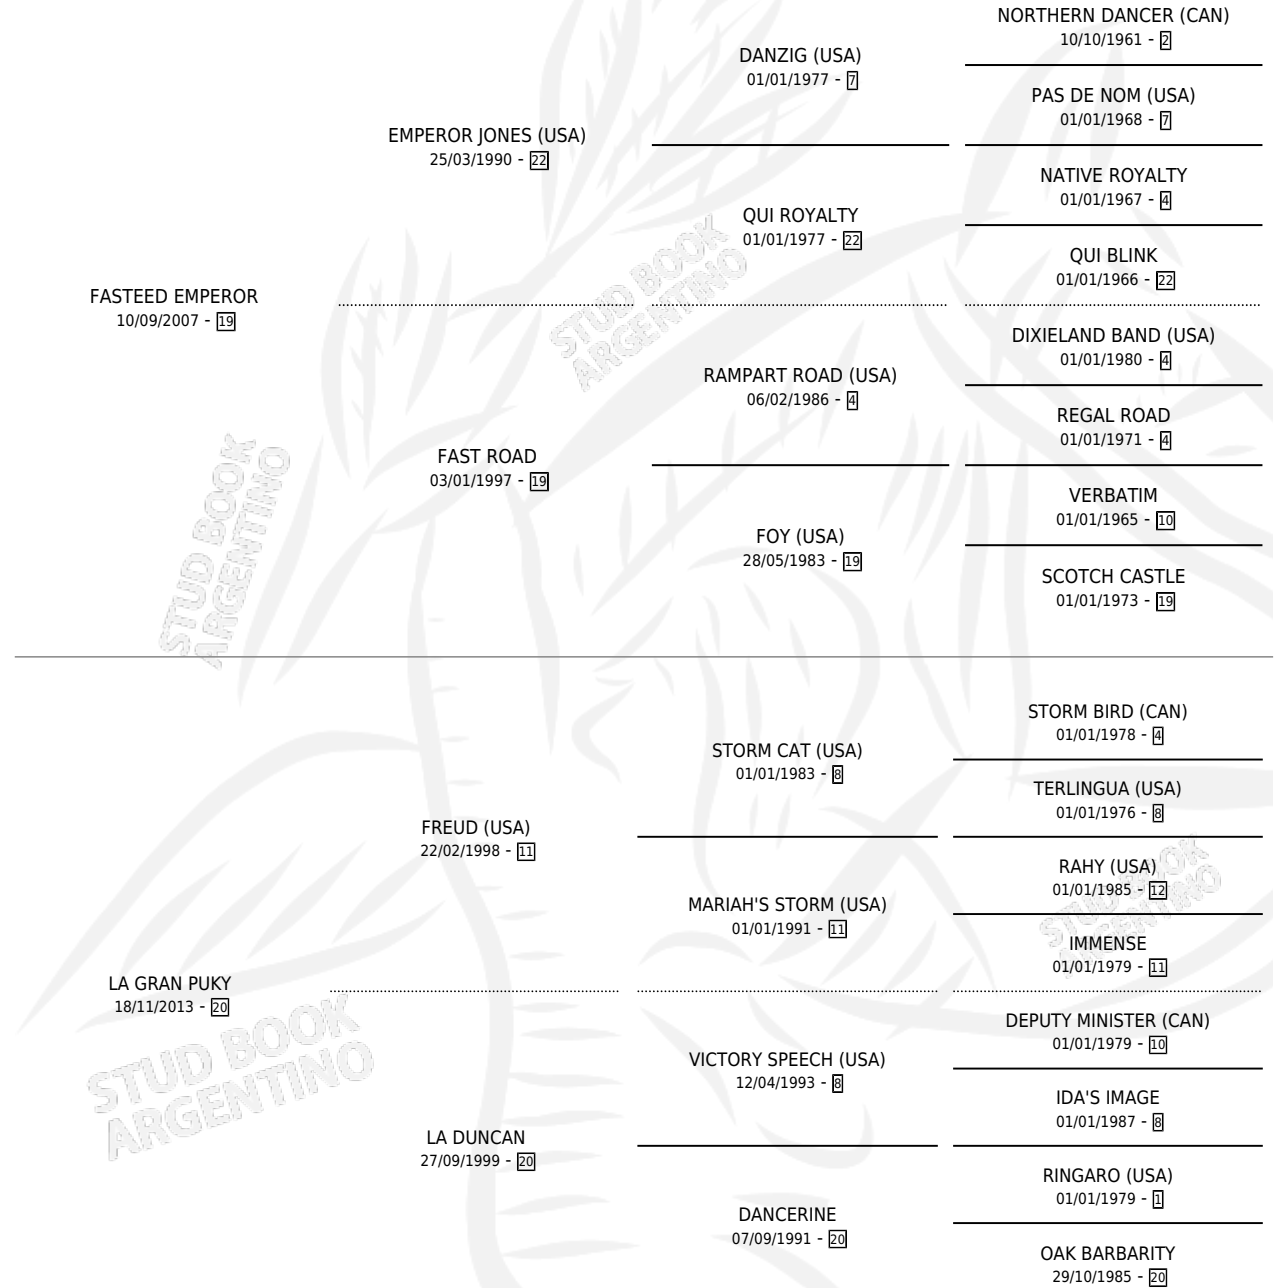 NORTHERN DANCER (CAN)
10/10/1961 - 2
DANZIG (USA)
01/01/1977 - 7
PAS DE NOM (USA)
01/01/1968 - 7
EMPEROR JONES (USA)
25/03/1990 - 22
NATIVE ROYALTY
01/01/1967 - 4
QUI ROYALTY
01/01/1977 - 22
QUI BLINK
01/01/1966 - 22
FASTEED EMPEROR
10/09/2007 - 19
DIXIELAND BAND (USA)
01/01/1980 - 4
RAMPART ROAD (USA)
06/02/1986 - 4
REGAL ROAD
01/01/1971 - 4
FAST ROAD
03/01/1997 - 19
VERBATIM
01/01/1965 - 10
FOY (USA)
28/05/1983 - 19
SCOTCH CASTLE
01/01/1973 - 19
STUD BOOK
ARGENTINO
STUD BOOK
ARGENTINO
STORM BIRD (CAN)
01/01/1978 - 4
STORM CAT (USA)
01/01/1983 - 8
TERLINGUA (USA)
01/01/1976 - 8
FREUD (USA)
22/02/1998 - 11
RAHY (USA)
01/01/1985 - 12
MARIAH'S STORM (USA)
01/01/1991 - 11
IMMENSE
01/01/1979 - 11
STUD BOOK
ARGENTINO
LA GRAN PUKY
18/11/2013 - 20
DEPUTY MINISTER (CAN)
01/01/1979 - 10
VICTORY SPEECH (USA)
12/04/1993 - 8
IDA'S IMAGE
01/01/1987 - 8
LA DUNCAN
27/09/1999 - 20
RINGARO (USA)
01/01/1979 - 1
DANCERINE
07/09/1991 - 20
OAK BARBARITY
29/10/1985 - 20
STUD BOOK
ARGENTINO